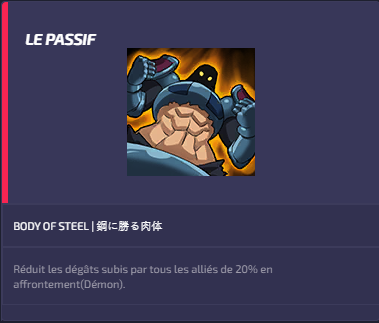 LE PASSIF
BODY OF STEEL | 鋼に勝る肉体
Réduit les dégâts subis par tous les alliés de 20% en
affrontement(Démon).